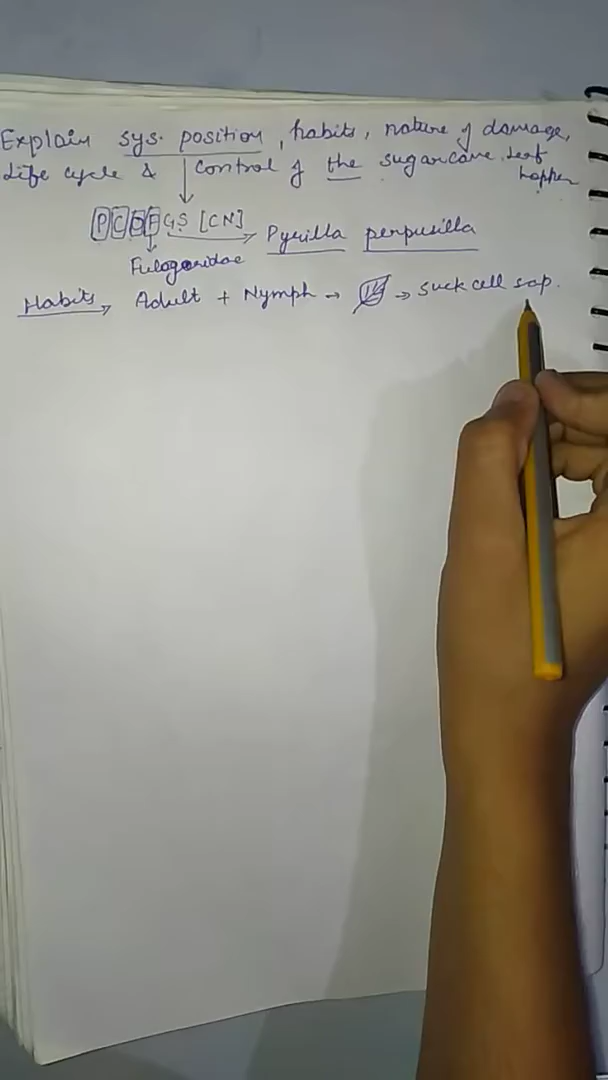 Explain sys. position, habits, nature of damage,
Life cycle & control of the sugarcane leaf
hopper
PCOFGS [CN] Pyrilla perpusilla
Fulogoridae
Habits Adult + Nymph → → Suck cell sap.